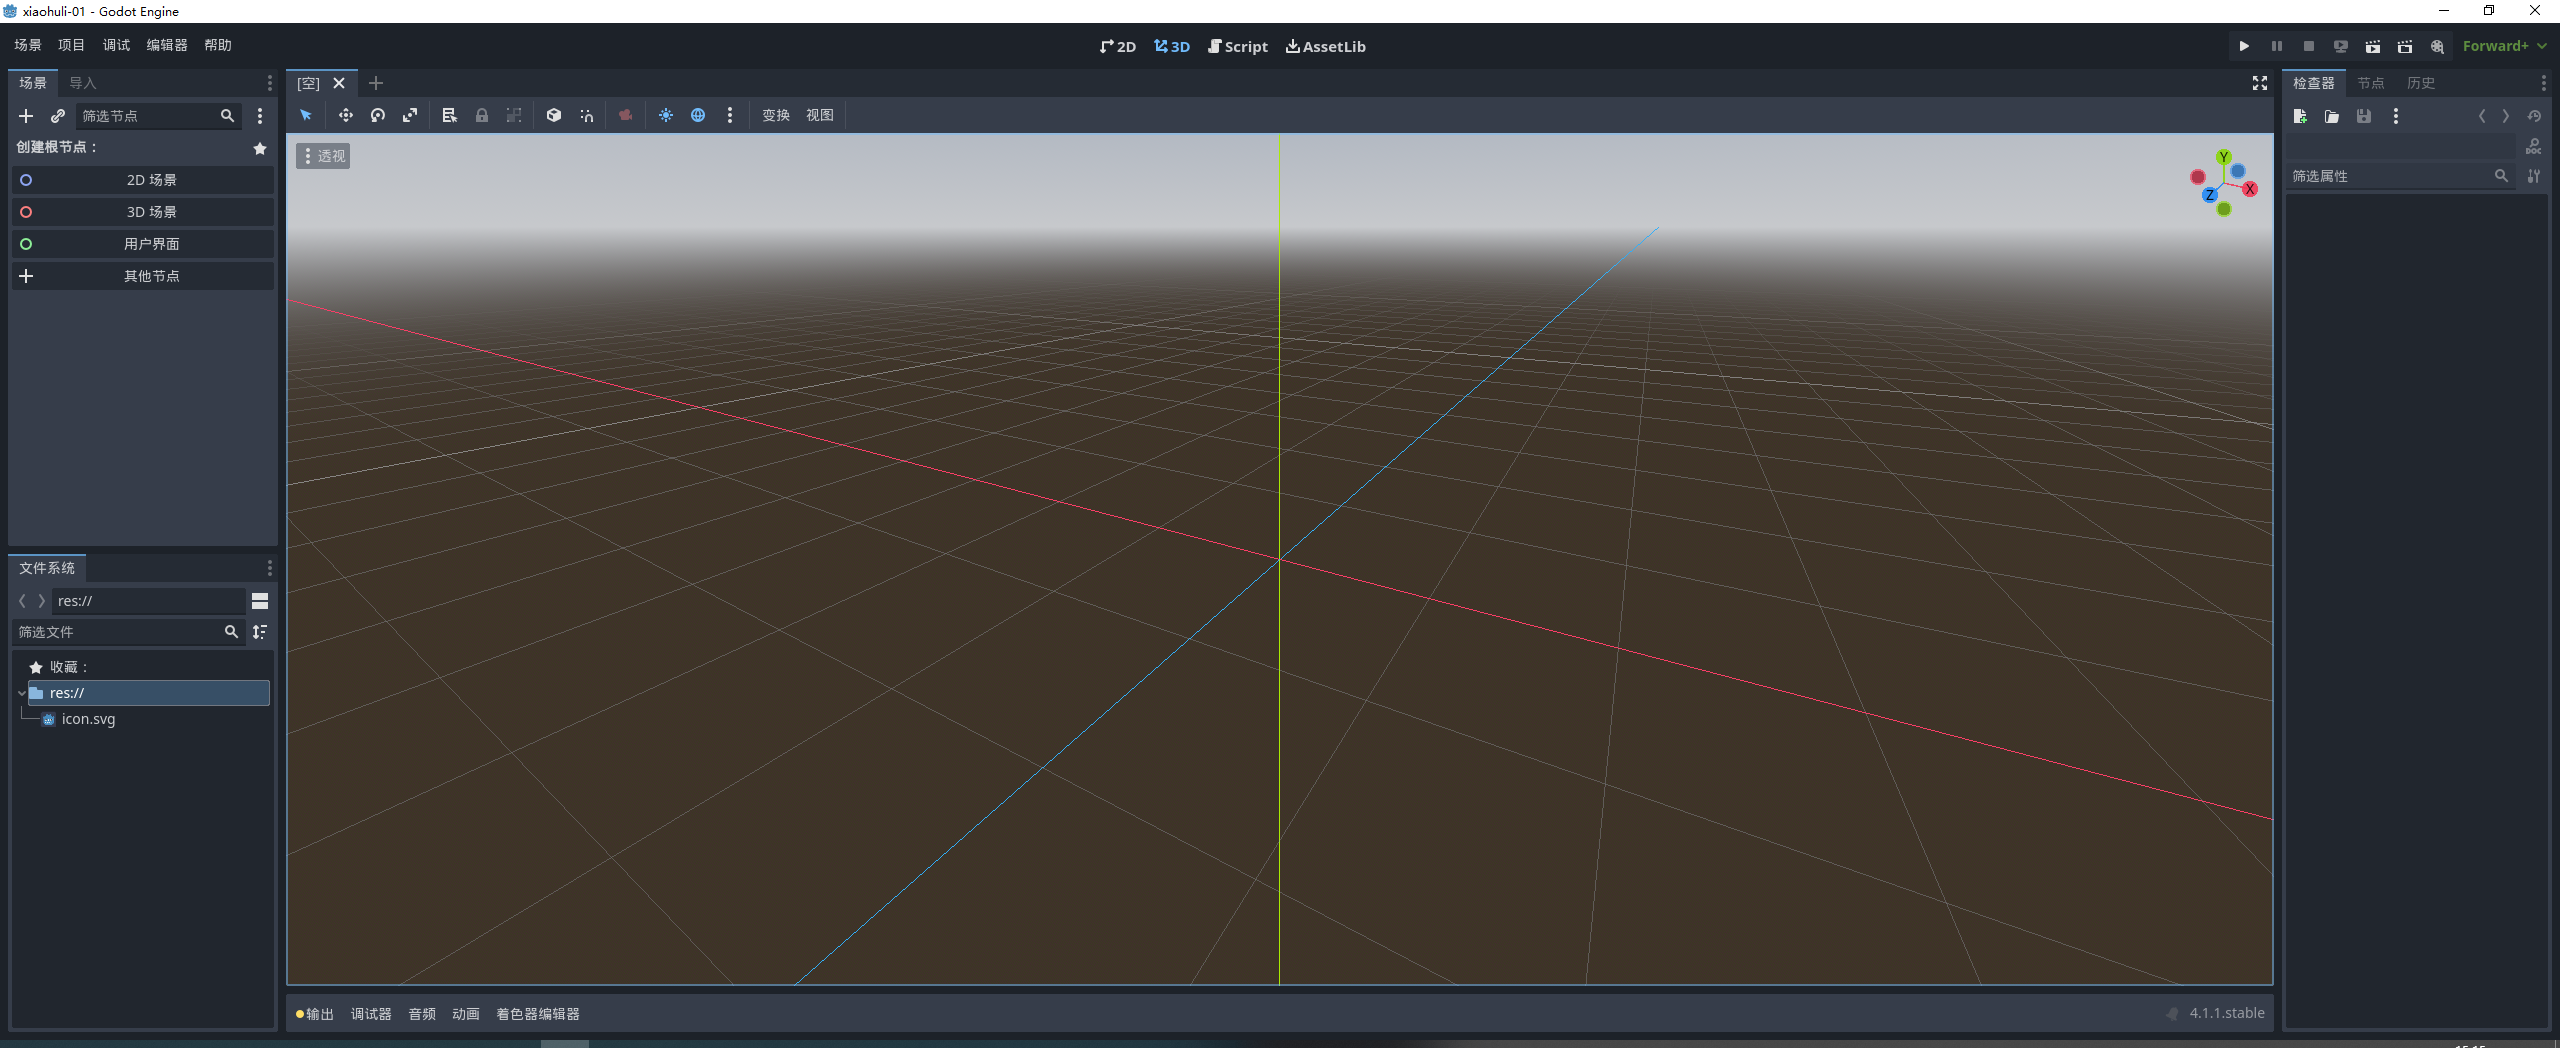 xiaohuli-01 - Godot Engine
场景 项目 调试 编辑器 帮助
2D 3D Script AssetLib
Forward+
场景 导入
筛选节点
创建根节点：
2D 场景
3D 场景
用户界面
其他节点
文件系统
res://
筛选文件
收藏：
res://
icon.svg
[空]
变换 视图
透视
Y
X
Z
输出 调试器 音频 动画 着色器编辑器
4.1.1.stable
检查器 节点 历史
DOC
筛选属性